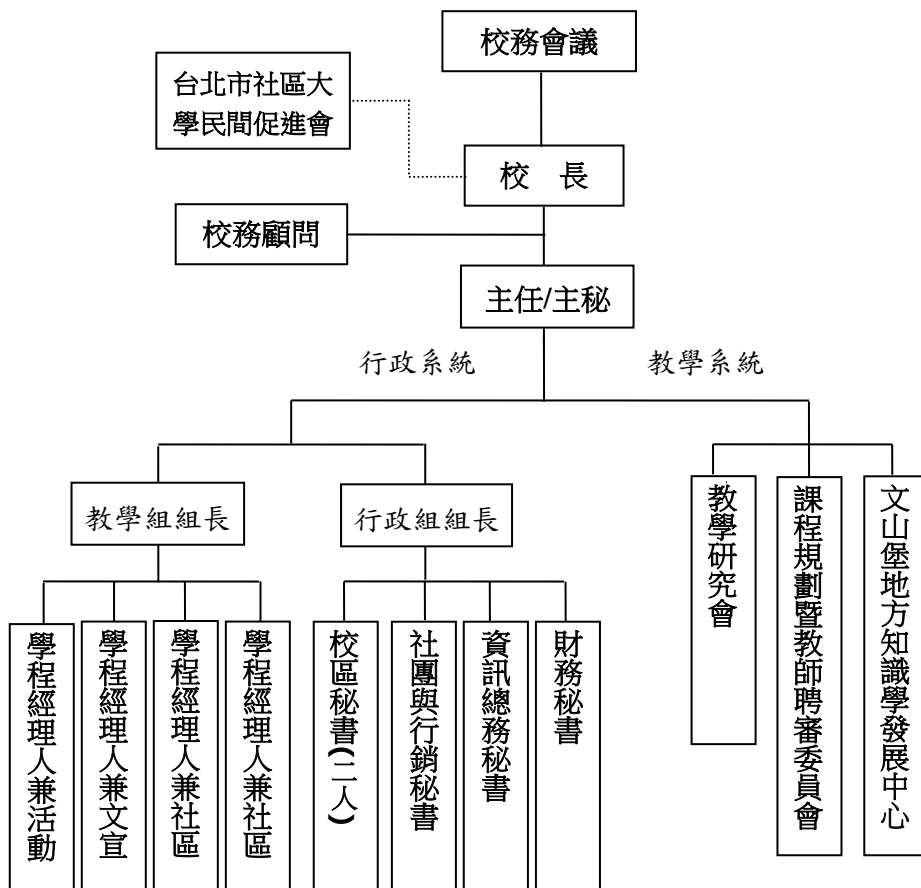 校務會議
台北市社區大
學民間促進會
校 長
校務顧問
主任/主秘
行政系統
教學系統
教學組組長
行政組組長
學程經理人兼活動
學程經理人兼文宣
學程經理人兼社區
學程經理人兼社區
校區秘書(二人)
社團與行銷秘書
資訊總務秘書
財務秘書
教學研究會
課程規劃暨教師聘審委員會
文山堡地方知識學發展中心